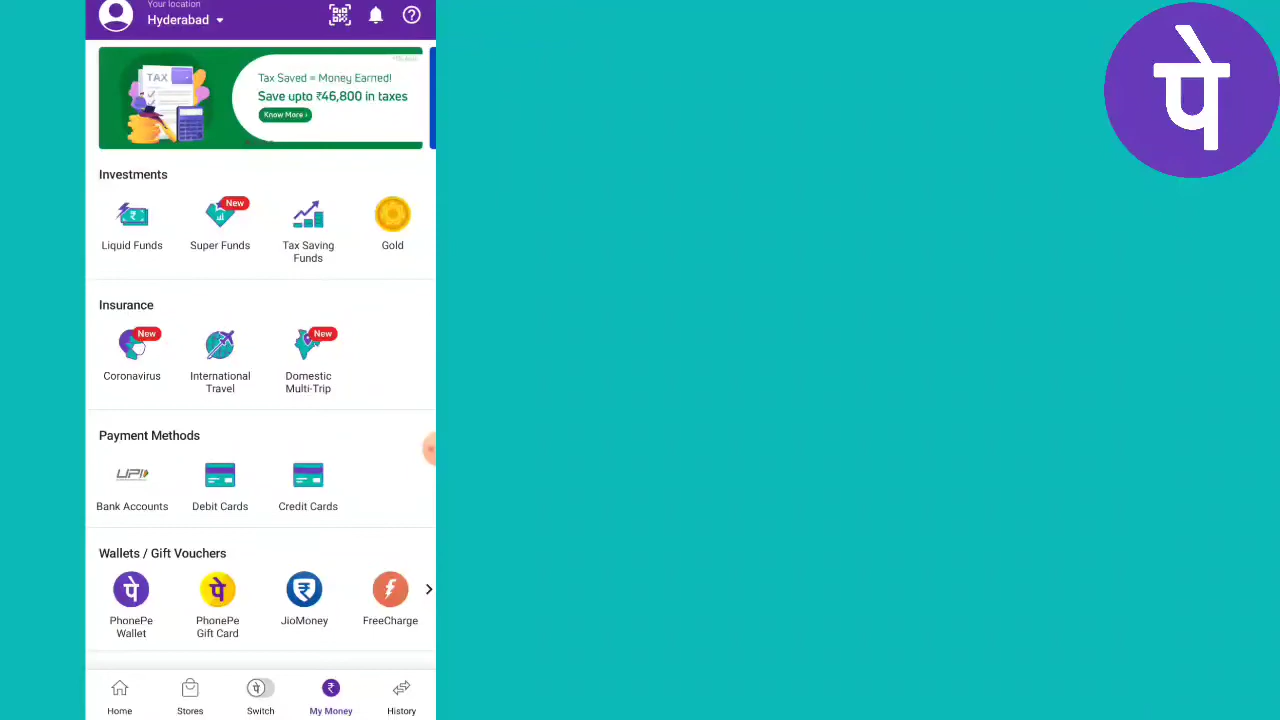 Your location
Hyderabad
TAX
Tax Saved = Money Earned!
Save upto ₹46,800 in taxes
Know More ›
Investments
New
Liquid Funds
Super Funds
Tax Saving
Funds
Gold
Insurance
New
New
Coronavirus
International
Travel
Domestic
Multi-Trip
Payment Methods
UPI
Bank Accounts
Debit Cards
Credit Cards
Wallets / Gift Vouchers
पे
पे
PhonePe
Wallet
PhonePe
Gift Card
JioMoney
FreeCharge
पे
Home
Stores
Switch
My Money
History
पे